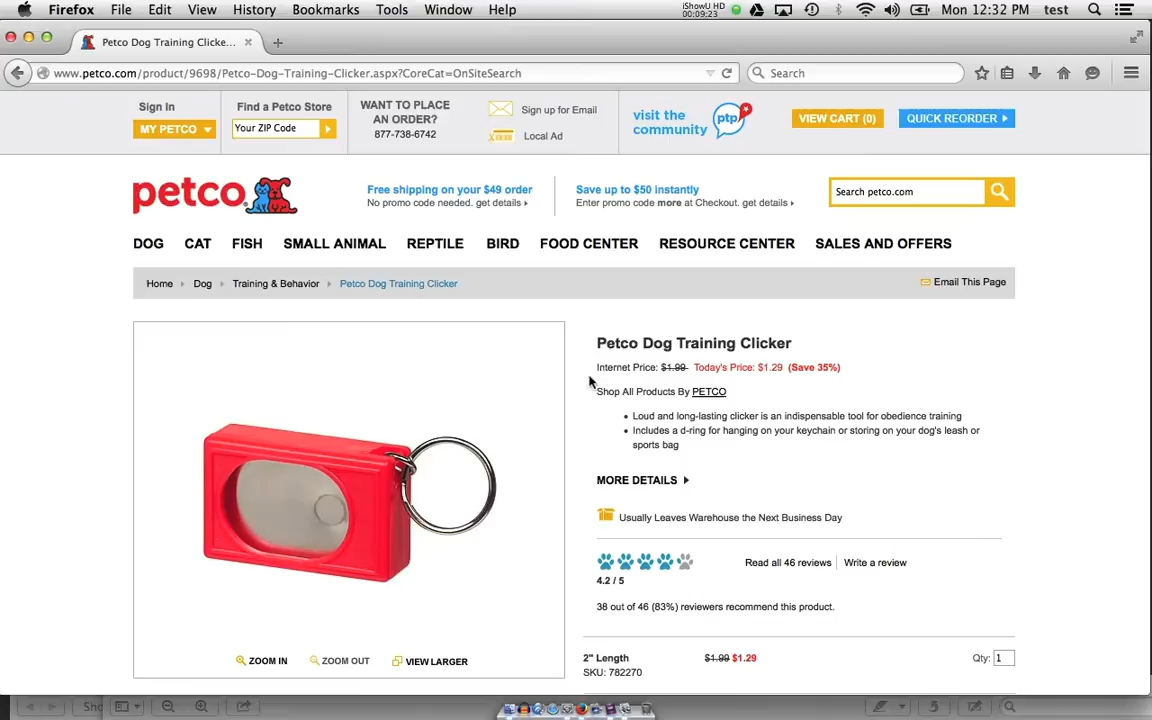 Firefox File Edit View History Bookmarks Tools Window Help
iShowU HD
00:09:23
Mon 12:32 PM test
Petco Dog Training Clicke...
www.petco.com/product/9698/Petco-Dog-Training-Clicker.aspx?CoreCat=OnSiteSearch
Search
Sign In
MY PETCO
Find a Petco Store
Your ZIP Code
WANT TO PLACE
AN ORDER?
877-738-6742
Sign up for Email
Local Ad
visit the
community
ptp
VIEW CART (0)
QUICK REORDER
petco
Free shipping on your $49 order
No promo code needed. get details
Save up to $50 instantly
Enter promo code more at Checkout. get details
Search petco.com
DOG CAT FISH SMALL ANIMAL REPTILE BIRD FOOD CENTER RESOURCE CENTER SALES AND OFFERS
Home Dog Training & Behavior Petco Dog Training Clicker
Email This Page
Petco Dog Training Clicker
Internet Price: $1.99 Today's Price: $1.29 (Save 35%)
Shop All Products By PETCO
Loud and long-lasting clicker is an indispensable tool for obedience training
Includes a d-ring for hanging on your keychain or storing on your dog's leash or
sports bag
MORE DETAILS
Usually Leaves Warehouse the Next Business Day
Read all 46 reviews Write a review
4.2 / 5
38 out of 46 (83%) reviewers recommend this product.
ZOOM IN ZOOM OUT VIEW LARGER
2" Length $1.99 $1.29 Qty: 1
SKU: 782270